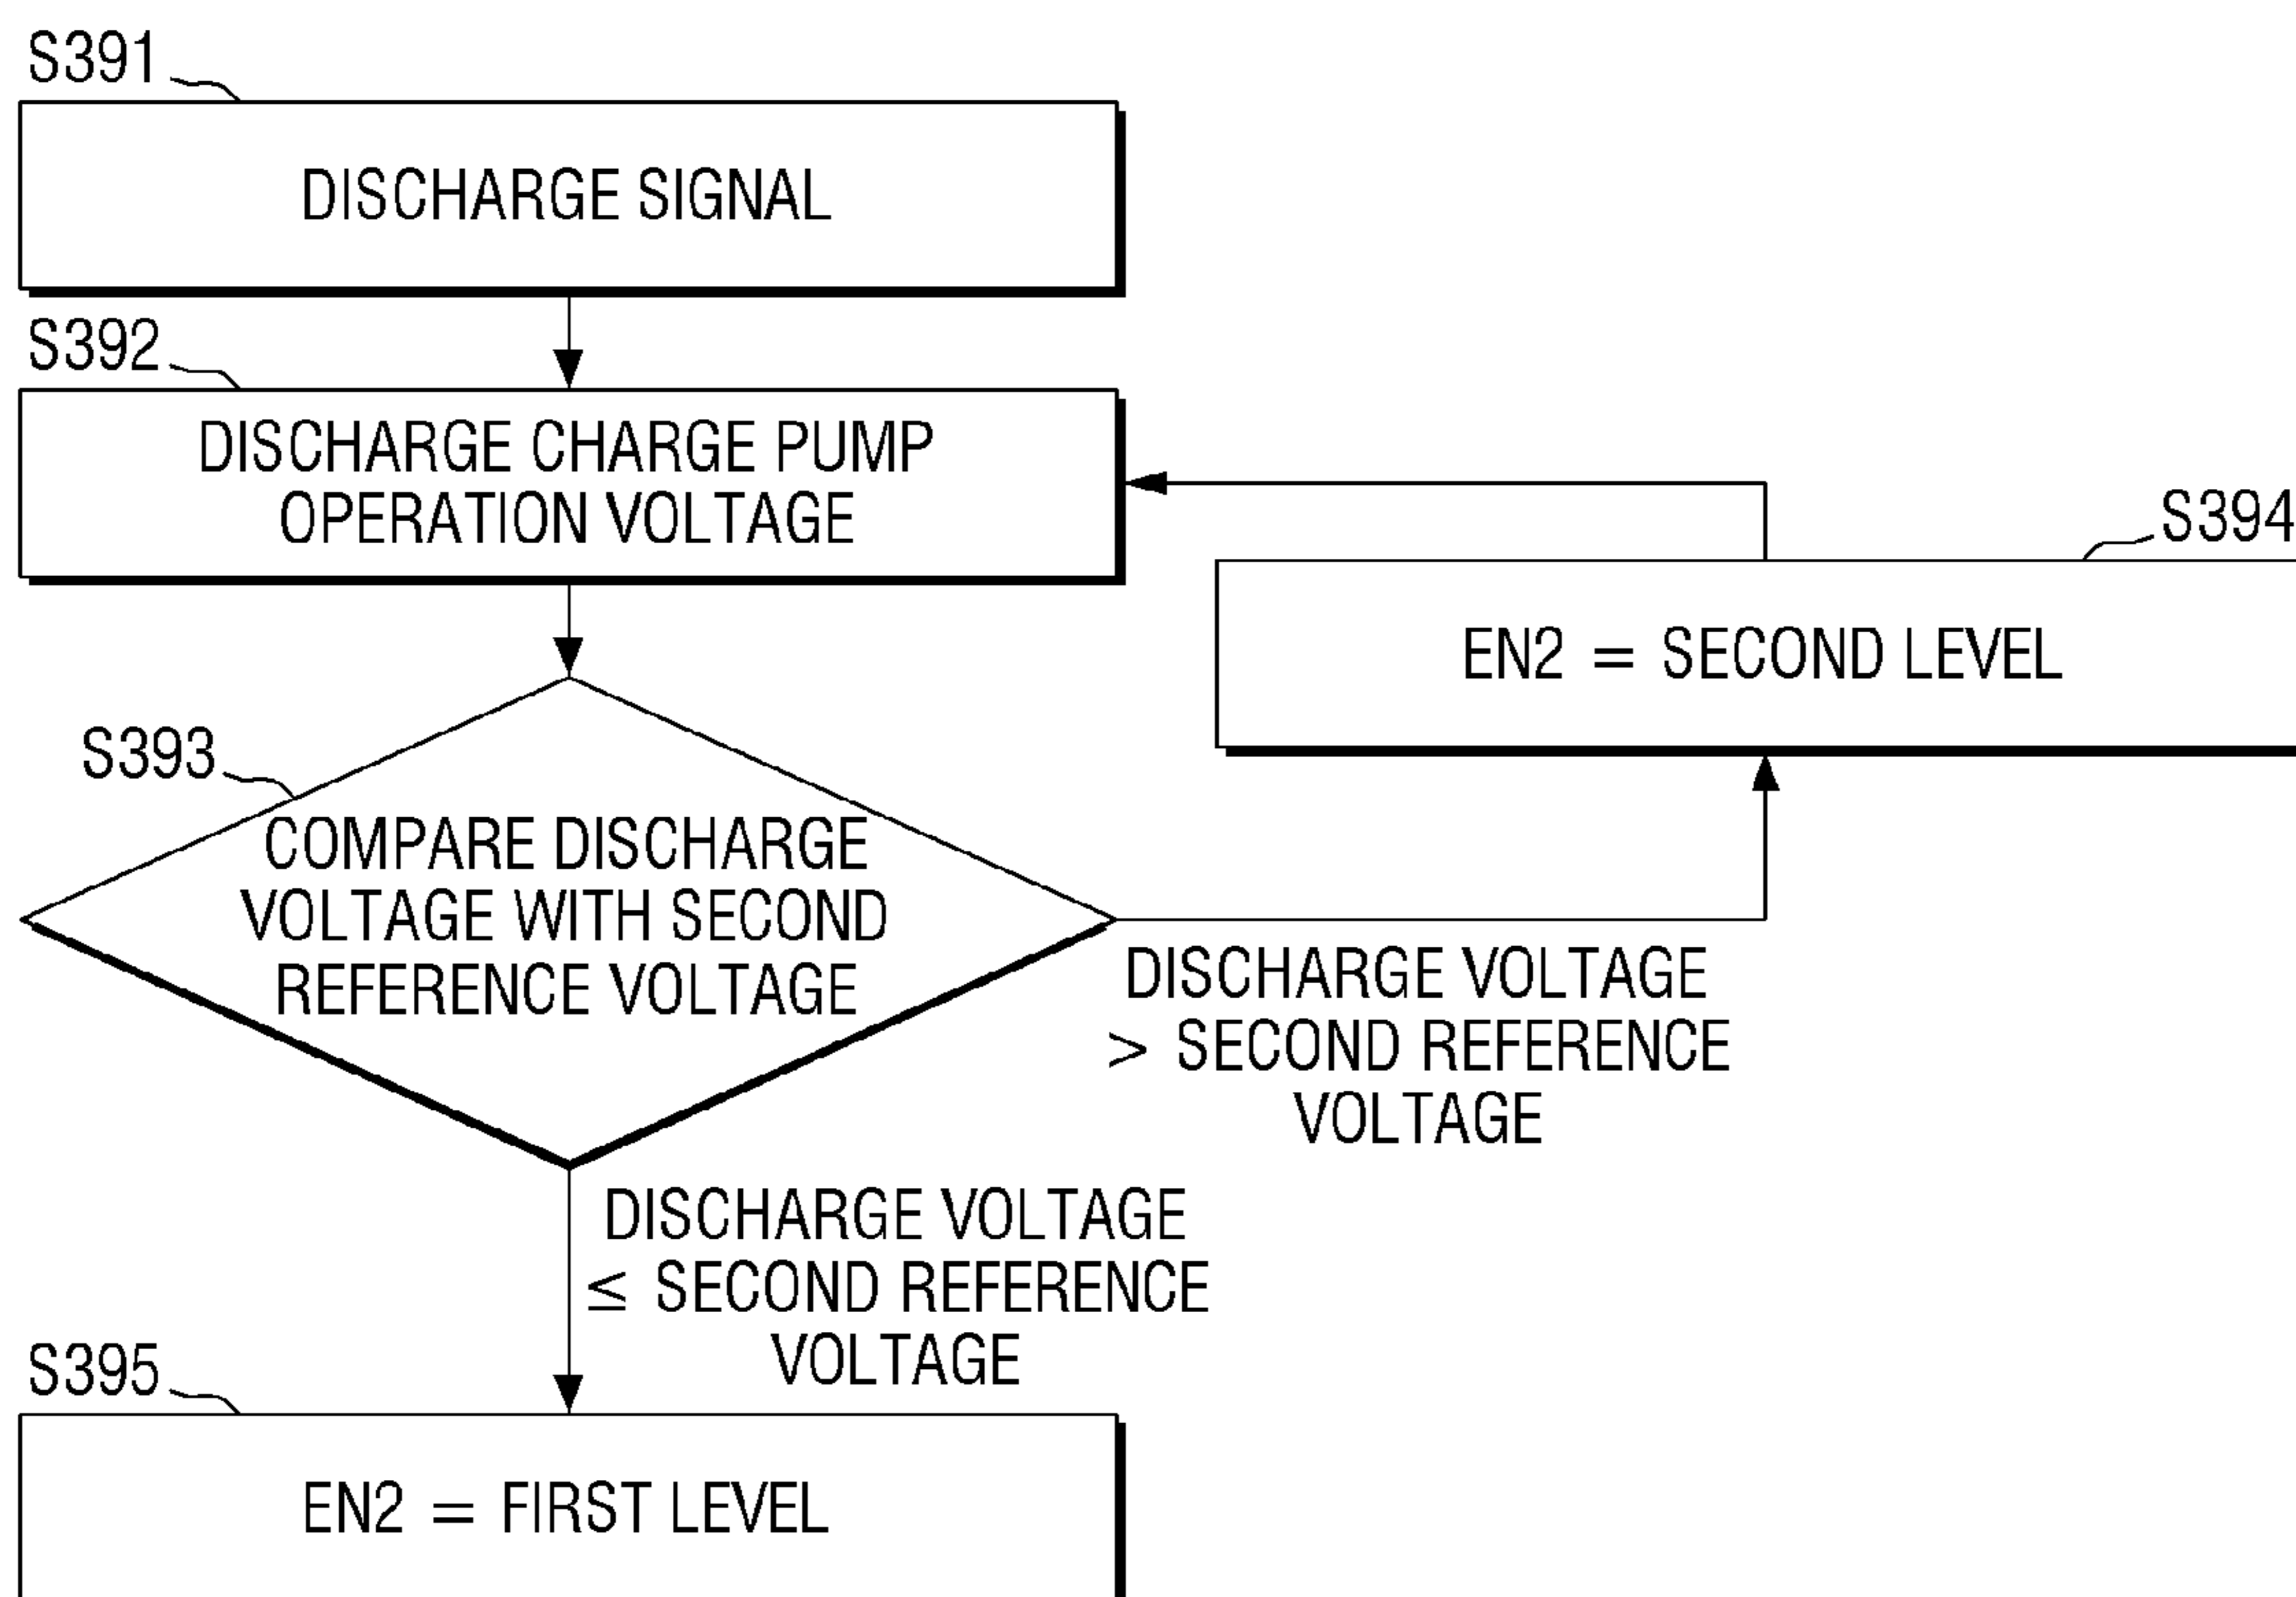 S391
DISCHARGE SIGNAL
S392
DISCHARGE CHARGE PUMP
OPERATION VOLTAGE
S394
EN2 = SECOND LEVEL
S393
COMPARE DISCHARGE
VOLTAGE WITH SECOND
REFERENCE VOLTAGE
DISCHARGE VOLTAGE
> SECOND REFERENCE
VOLTAGE
DISCHARGE VOLTAGE
≤ SECOND REFERENCE
VOLTAGE
S395
EN2 = FIRST LEVEL